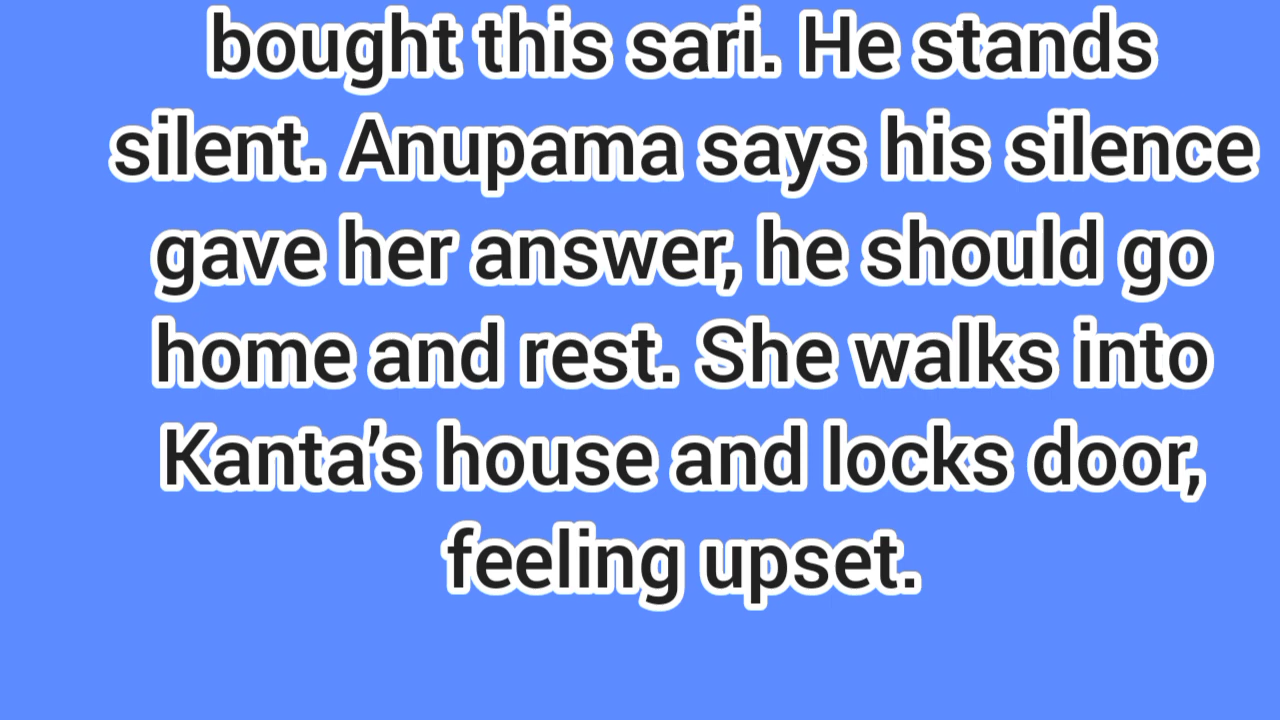 bought this sari. He stands
silent. Anupama says his silence
gave her answer, he should go
home and rest. She walks into
Kanta’s house and locks door,
feeling upset.